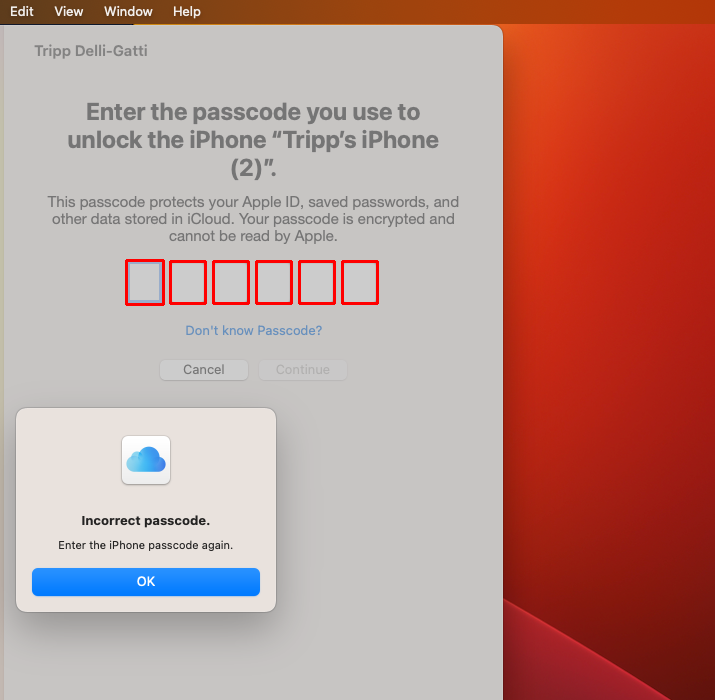 Edit View Window Help
Tripp Delli-Gatti
Enter the passcode you use to
unlock the iPhone “Tripp’s iPhone
(2)”.
This passcode protects your Apple ID, saved passwords, and
other data stored in iCloud. Your passcode is encrypted and
cannot be read by Apple.
Don't know Passcode?
Cancel Continue
Incorrect passcode.
Enter the iPhone passcode again.
OK